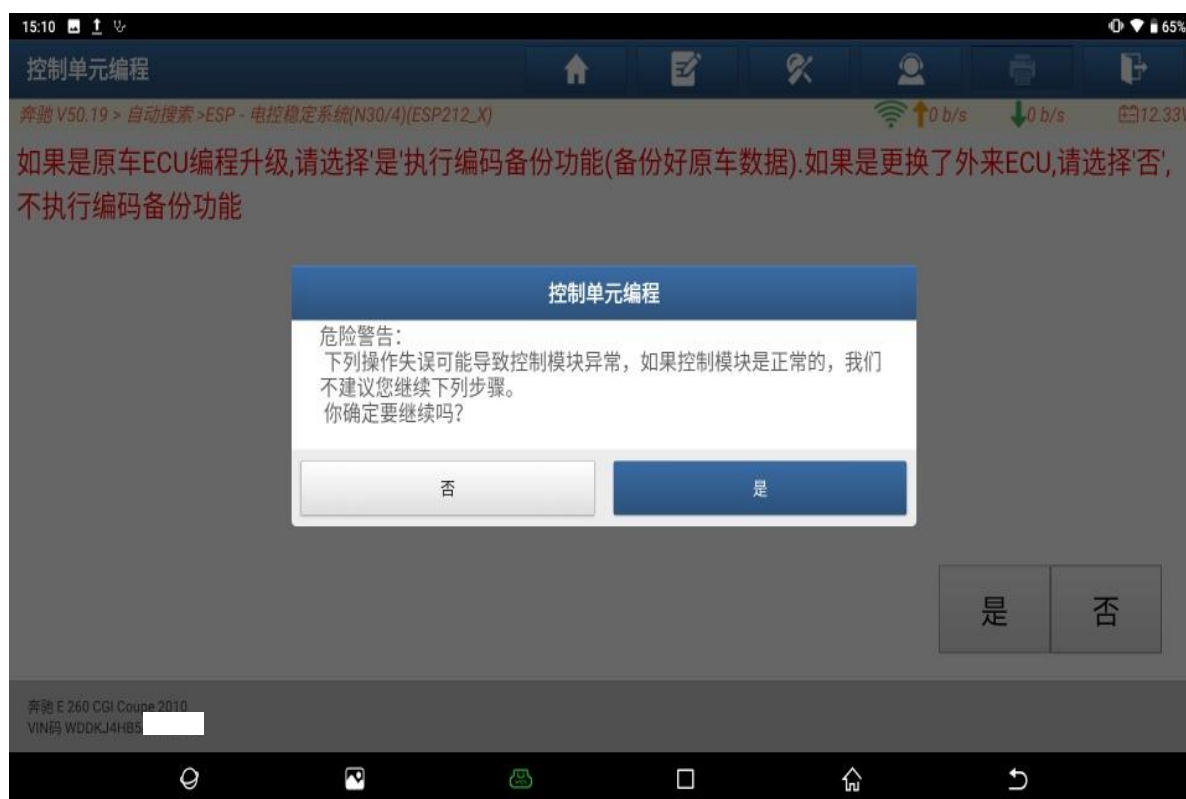 15:10
65%
控制单元编程
奔驰 V50.19 > 自动搜索 >ESP - 电控稳定系统(N30/4)(ESP212_X)
0 b/s
0 b/s
12.33V
如果是原车ECU编程升级,请选择'是'执行编码备份功能(备份好原车数据).如果是更换了外来ECU,请选择'否',
不执行编码备份功能
控制单元编程
危险警告：
下列操作失误可能导致控制模块异常，如果控制模块是正常的，我们
不建议您继续下列步骤。
你确定要继续吗？
否
是
是
否
奔驰 E 260 CGI Coupe 2010
VIN码 WDDKJ4HB5